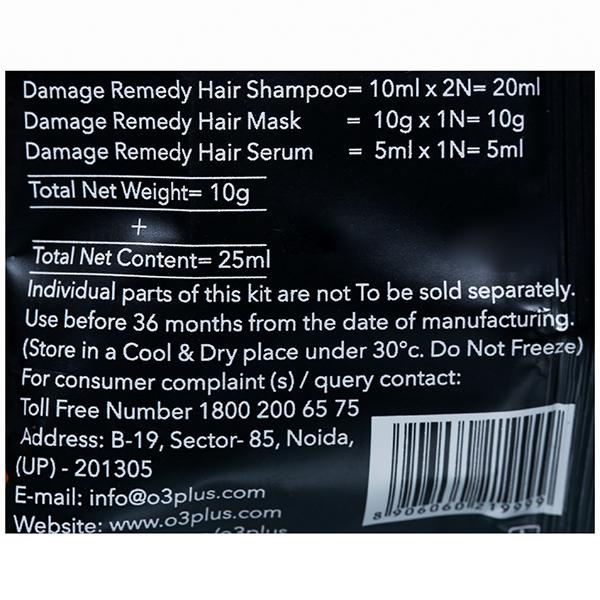 Damage Remedy Hair Shampoo= 10ml x 2N= 20ml
Damage Remedy Hair Mask = 10g x 1N= 10g
Damage Remedy Hair Serum = 5ml x 1N= 5ml
Total Net Weight= 10g
+
Total Net Content= 25ml
Individual parts of this kit are not To be sold separately.
Use before 36 months from the date of manufacturing.
(Store in a Cool & Dry place under 30°c. Do Not Freeze)
For consumer complaint (s) / query contact:
Toll Free Number 1800 200 65 75
Address: B-19, Sector- 85, Noida,
(UP) - 201305
E-mail: info@o3plus.com
Website: www.o3plus.com
8 906060 219999